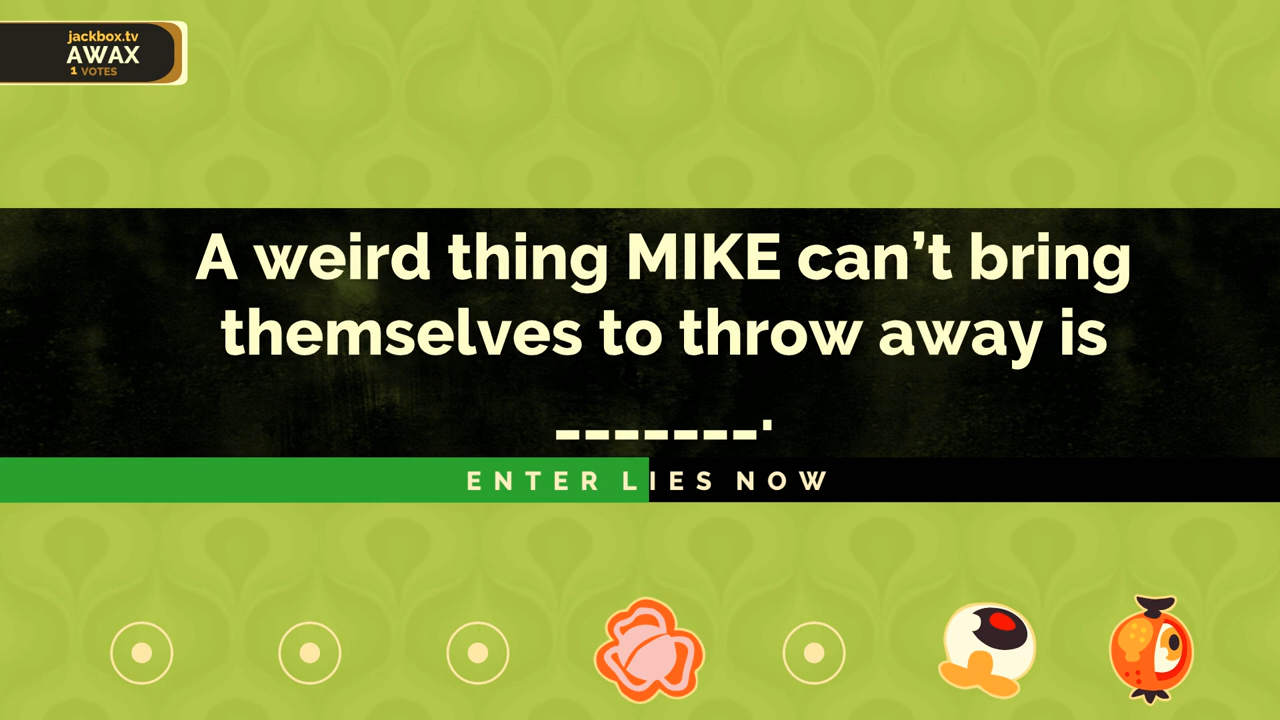 jackbox.tv
AWAX
1 VOTES
A weird thing MIKE can’t bring
themselves to throw away is
_______.
ENTER LIES NOW